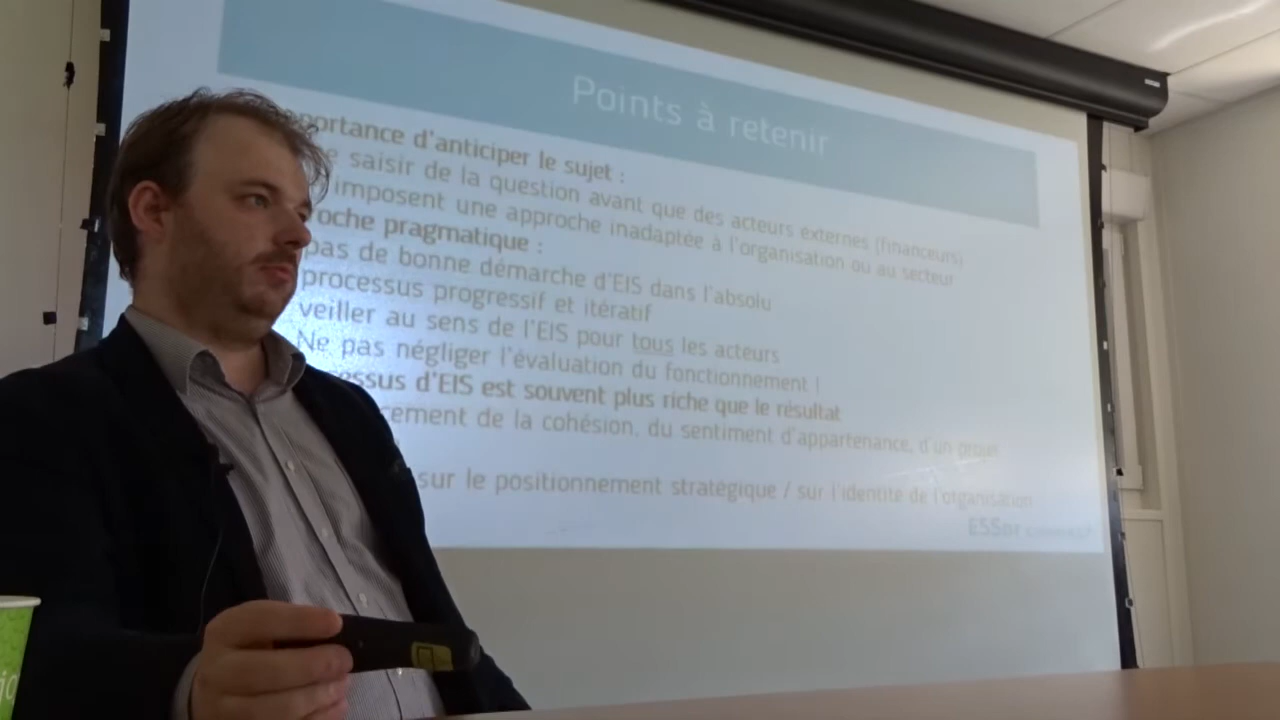 Points à retenir
portance d'anticiper le sujet :
saisir de la question avant que des acteurs externes (financeurs)
imposent une approche inadaptée à l'organisation ou au secteur
roche pragmatique :
pas de bonne démarche d'EIS dans l'absolu
processus progressif et itératif
veiller au sens de l'EIS pour tous les acteurs
Ne pas négliger l'évaluation du fonctionnement !
essus d'EIS est souvent plus riche que le résultat
cement de la cohésion, du sentiment d'appartenance, d'un projet
sur le positionnement stratégique / sur l'identité de l'organisation
ESSor